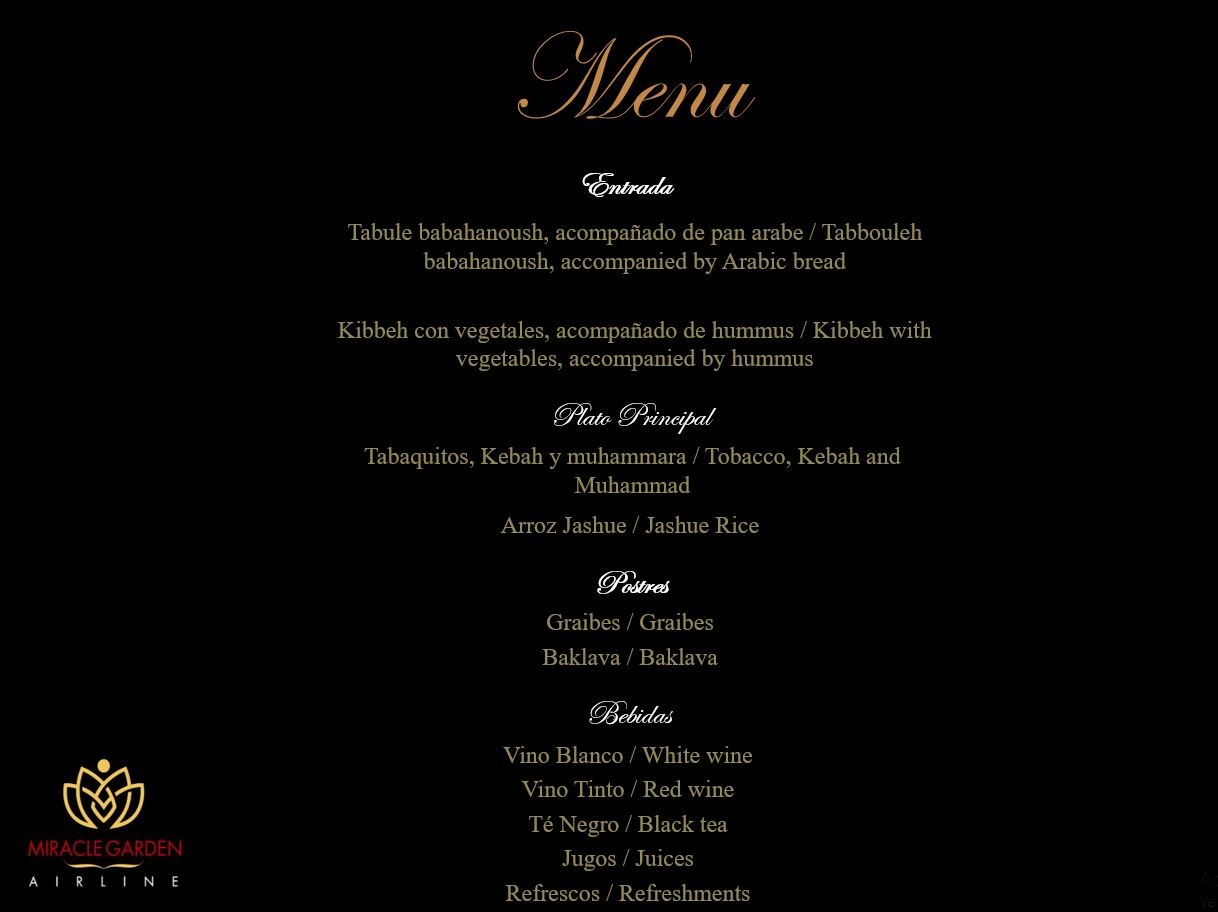 Menu
Entrada
Tabule babahanoush, acompañado de pan arabe / Tabbouleh
babahanoush, accompanied by Arabic bread
Kibbeh con vegetales, acompañado de hummus / Kibbeh with
vegetables, accompanied by hummus
Plato Principal
Tabaquitos, Kebah y muhammara / Tobacco, Kebah and
Muhammad
Arroz Jashue / Jashue Rice
Postres
Graibes / Graibes
Baklava / Baklava
Bebidas
Vino Blanco / White wine
Vino Tinto / Red wine
Té Negro / Black tea
Jugos / Juices
Refrescos / Refreshments
MIRACLE GARDEN
AIRLINE